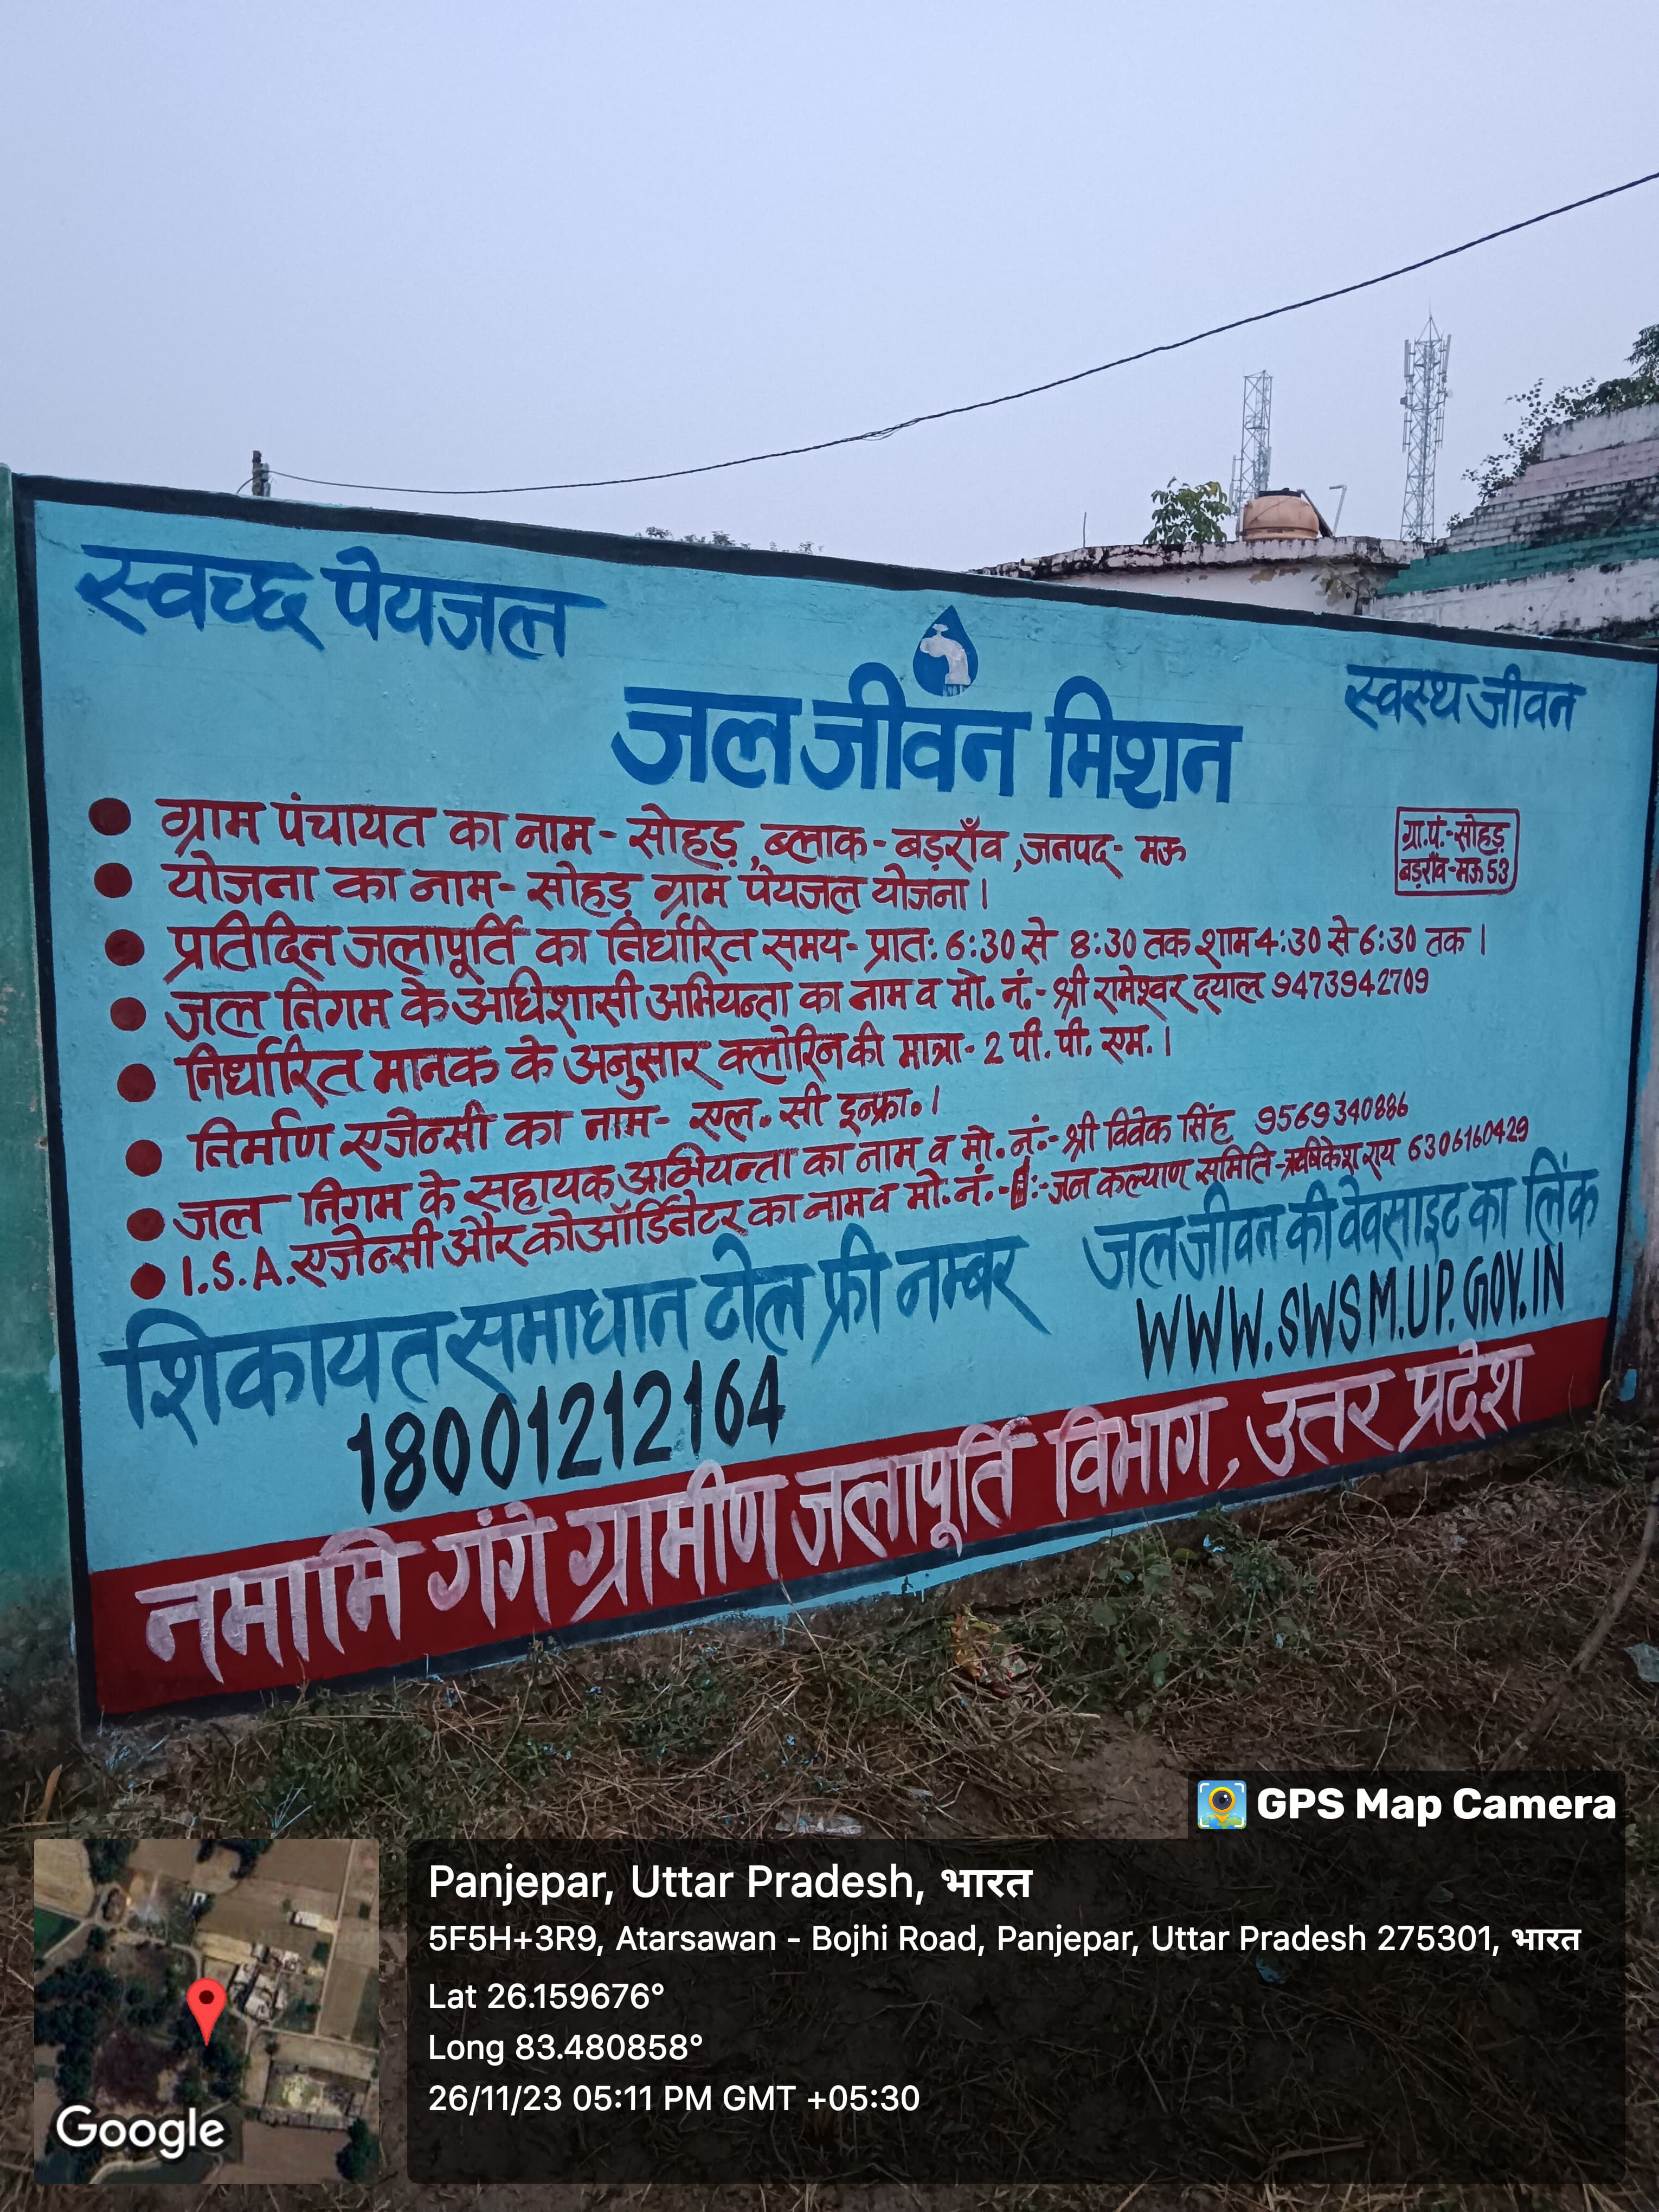 स्वच्छ पेयजल
जल जीवन मिशन
स्वस्थ जीवन
ग्राम पंचायत का नाम - सोहड़, ब्लाक - बड़राँव, जनपद - मऊ
ग्रा.पं.-सोहड़
बड़राँव-मऊ 53
योजना का नाम - सोहड़ ग्राम पेयजल योजना।
प्रतिदिन जलापूर्ति का निर्धारित समय- प्रातः 6:30 से 8:30 तक शाम 4:30 से 6:30 तक।
जल निगम के अधिशासी अभियन्ता का नाम व मो. नं.- श्री रामेश्वर दयाल 9473942709
निर्धारित मानक के अनुसार क्लोरिन की मात्रा - 2 पी. पी. एम.।
निर्माण एजेन्सी का नाम - एल. सी इन्फ्रा.।
जल निगम के सहायक अभियन्ता का नाम व मो. नं.:- श्री विवेक सिंह 9569340886
I.S.A. एजेन्सी और कोऑर्डिनेटर का नाम व मो. नं.-:- जन कल्याण समिति - ऋषिकेश राय 6306160429
शिकायत समाधान टोल फ्री नम्बर
18001212164
जल जीवन की वेवसाइट का लिंक
WWW.SWSM.UP.GOV.IN
नमामि गंगे ग्रामीण जलापूर्ति विभाग, उत्तर प्रदेश
GPS Map Camera
Panjepar, Uttar Pradesh, भारत
5F5H+3R9, Atarsawan - Bojhi Road, Panjepar, Uttar Pradesh 275301, भारत
Lat 26.159676°
Long 83.480858°
26/11/23 05:11 PM GMT +05:30
Google